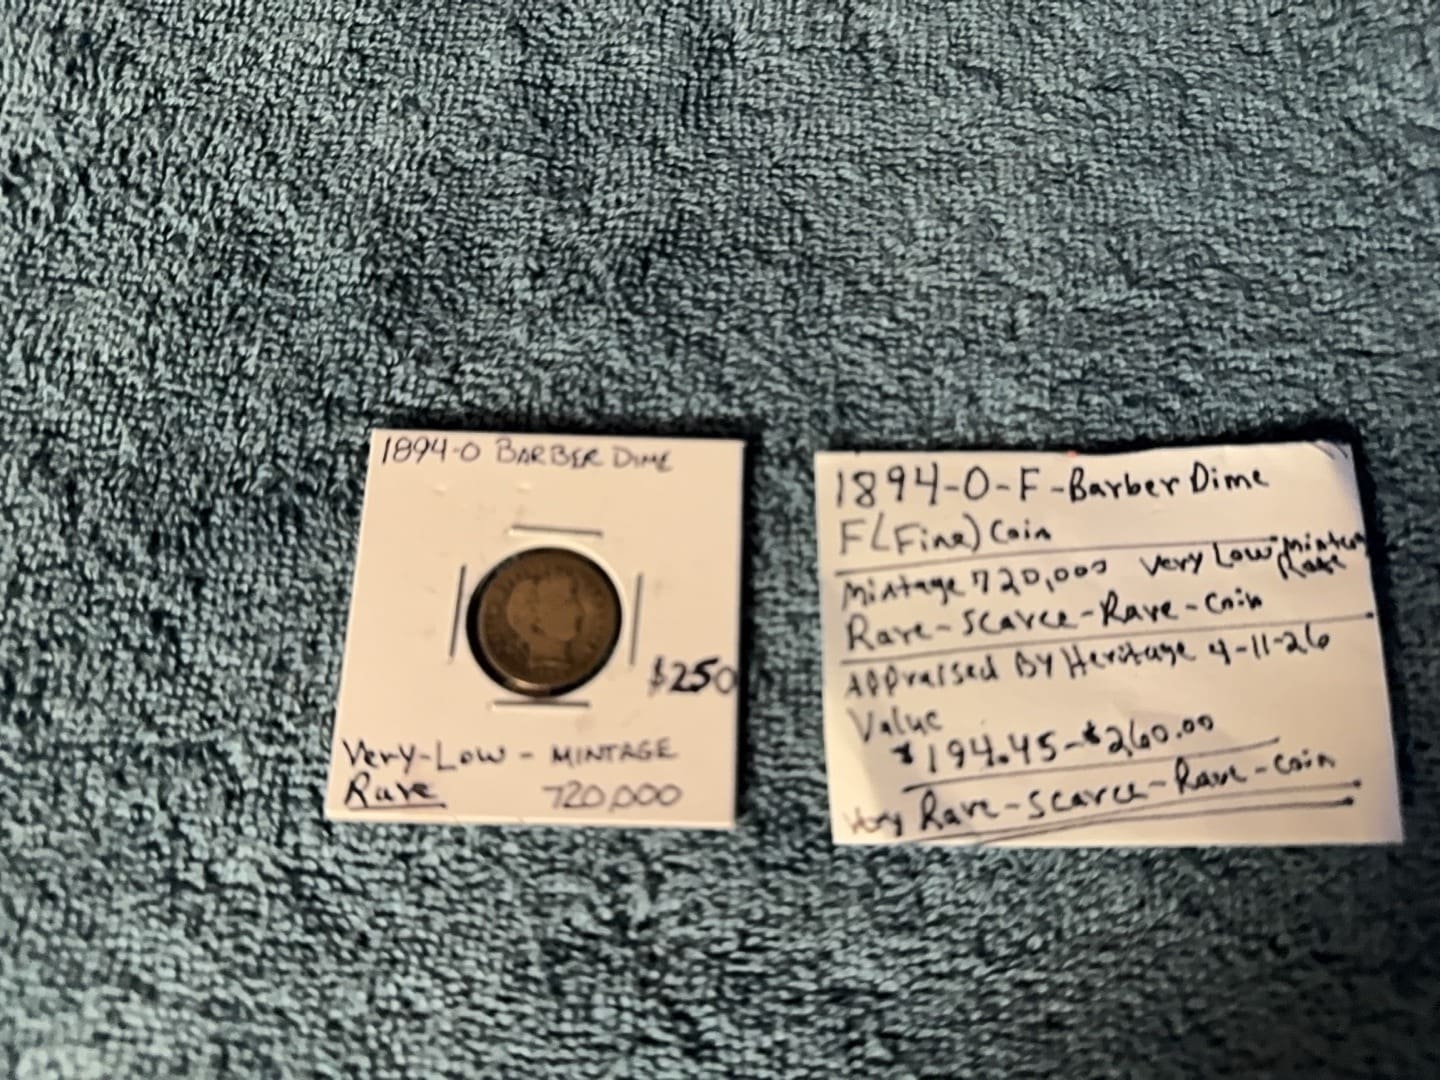 1894-O BARBER DIME
$250
Very-Low - MINTAGE
Rare 720,000
1894-O-F-Barber Dime
F(Fine) Coin
Mintage 720,000 Very Low Mintage
Rare
Rare-Scarce-Rare-Coin
Appraised By Heritage 4-11-26
Value
$194.45-$260.00
Very Rare-Scarce-Rare-Coin